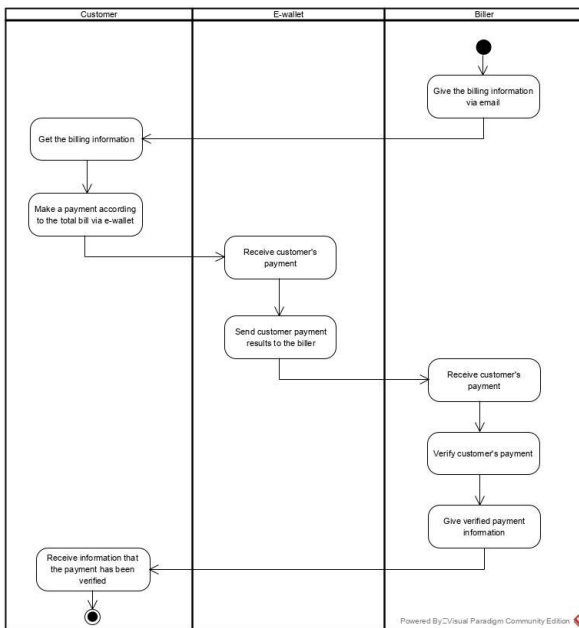 Customer
E-wallet
Biller
Give the billing information
via email
Get the billing information
Make a payment according
to the total bill via e-wallet
Receive customer's
payment
Send customer payment
results to the biller
Receive customer's
payment
Verify customer's payment
Give verified payment
information
Receive information that
the payment has been
verified
Powered By Visual Paradigm Community Edition